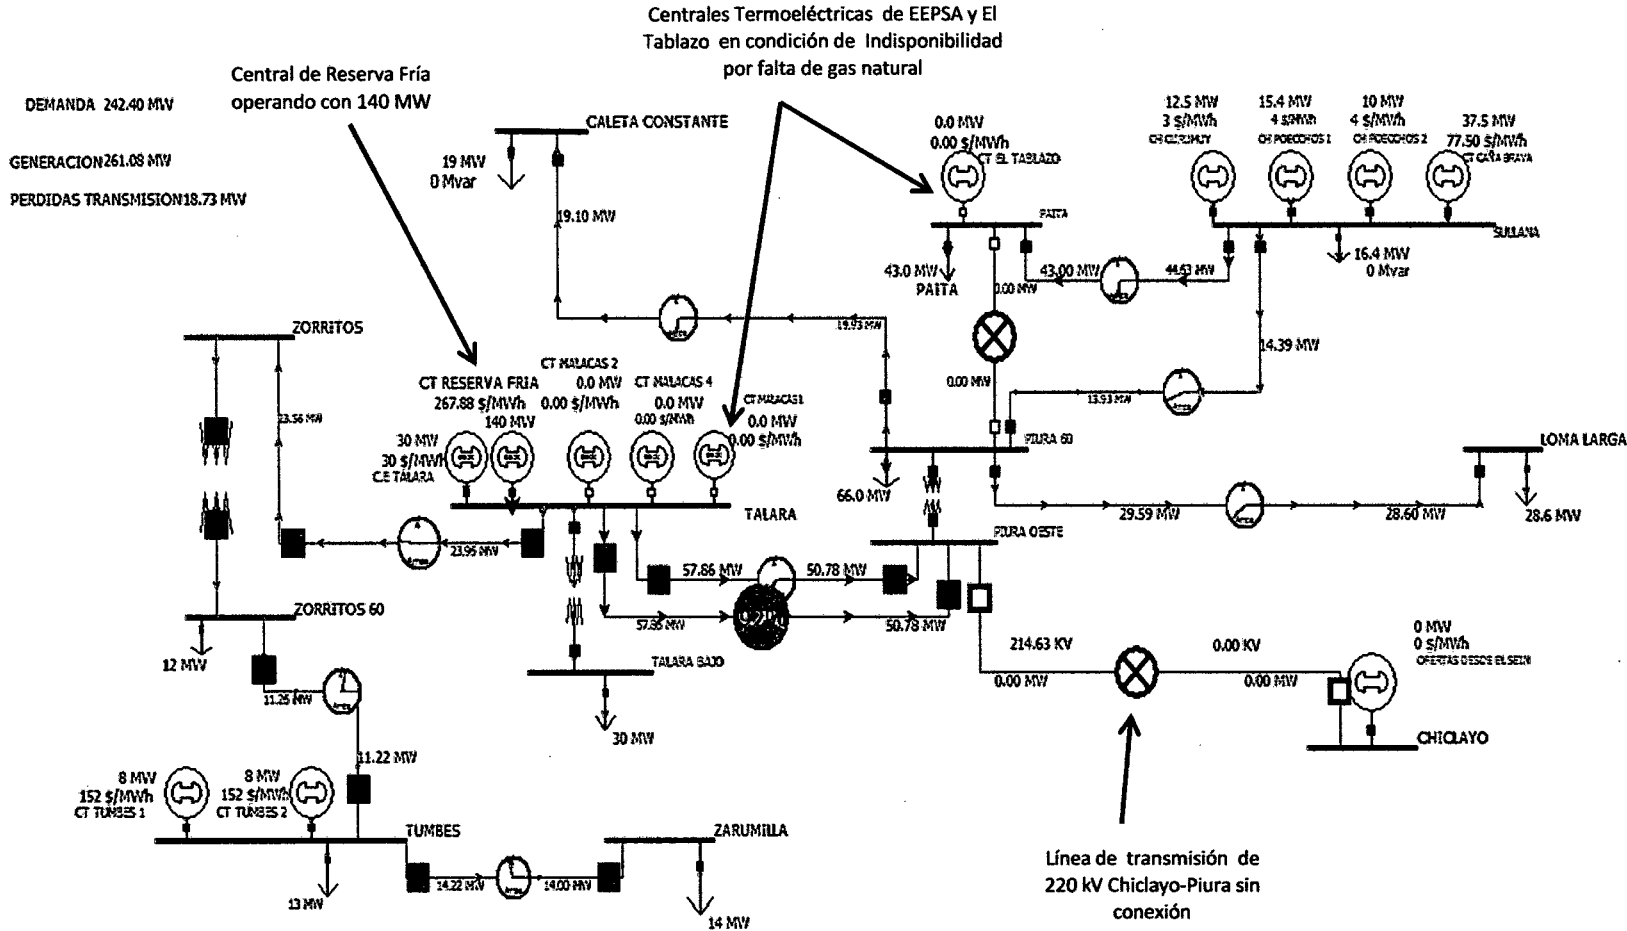 Centrales Termoeléctricas de EEPSA y El
Tablazo en condición de Indisponibilidad
por falta de gas natural
Central de Reserva Fría
operando con 140 MW
DEMANDA 242.40 MW
GENERACION 261.08 MW
PERDIDAS TRANSMISION 18.73 MW
CALETA CONSTANTE
19 MW
0 Mvar
19.10 MW
0.0 MW
0.00 $/MWh
CT EL TABLAZO
PAITA
12.5 MW
3 $/MWh
15.4 MW
4 $/MWh
CH POECCHOS 1
10 MW
4 $/MWh
CH POECCHOS 2
37.5 MW
77.50 $/MWh
CT CAÑA BRAVA
SULLANA
16.4 MW
0 Mvar
43.0 MW
PAITA
0.00 MW
43.00 MW
44.63 MW
14.39 MW
0.00 MW
13.93 MW
19.93 MW
ZORRITOS
23.56 MW
CT RESERVA FRIA
267.88 $/MWh
140 MW
CT MALACAS 2
0.0 MW
0.00 $/MWh
CT MALACAS 4
0.0 MW
0.00 $/MWh
0.0 MW
0.00 $/MWh
30 MW
30 $/MWh
C.E TALARA
TALARA
23.95 MW
PIURA 60
66.0 MW
LOMA LARGA
29.59 MW
28.60 MW
28.6 MW
PIURA OESTE
57.86 MW
50.78 MW
50.78 MW
ZORRITOS 60
12 MW
11.25 MW
TALARA BAJO
30 MW
214.63 KV
0.00 KV
0.00 MW
0.00 MW
0 MW
0 $/MWh
OFERTAS DESDE EL SEIN
CHICLAYO
11.22 MW
8 MW
152 $/MWh
CT TUMBES 1
8 MW
152 $/MWh
CT TUMBES 2
TUMBES
ZARUMILLA
14.22 MW
14.00 MW
13 MW
14 MW
Línea de transmisión de
220 kV Chiclayo-Piura sin
conexión